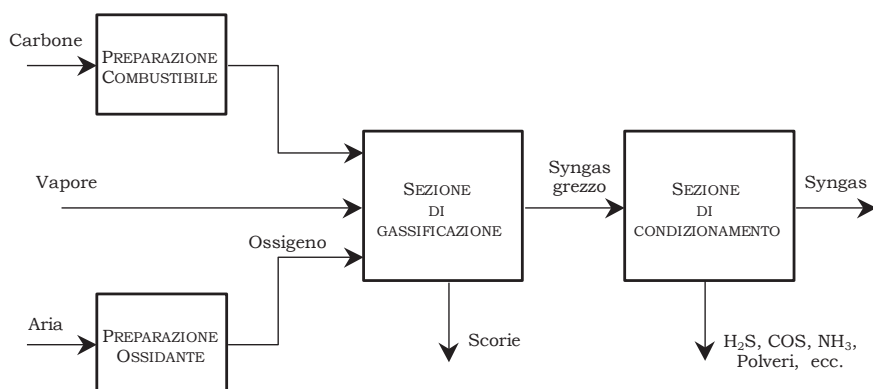 Carbone
PREPARAZIONE
COMBUSTIBILE
Vapore
Ossigeno
Aria
PREPARAZIONE
OSSIDANTE
SEZIONE
DI
GASSIFICAZIONE
Scorie
Syngas
grezzo
SEZIONE
DI
CONDIZIONAMENTO
Syngas
H₂S, COS, NH₃,
Polveri, ecc.